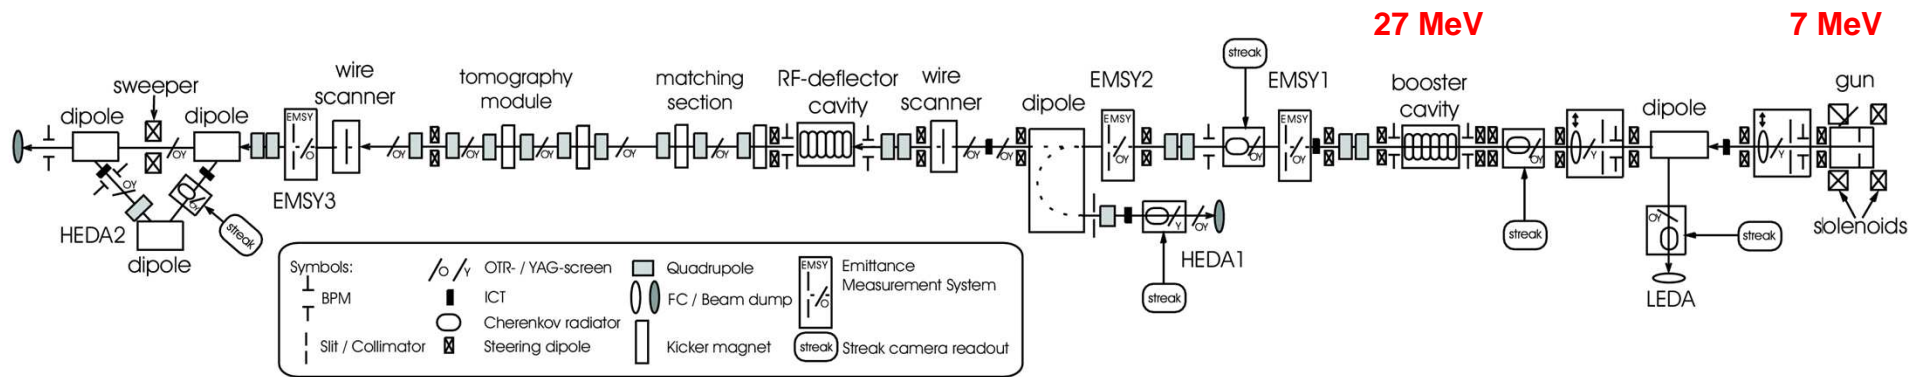 27 MeV
7 MeV
streak
EMSY2
EMSY1
gun
wire
scanner
tomography
module
matching
section
RF-deflector
cavity
wire
scanner
dipole
booster
cavity
dipole
sweeper
dipole
dipole
EMSY
EMSY
EMSY
OY
OY
OY
OY
OY
OY
OY
OY
OY
O
O
O
OY
OY
Y
Y
EMSY3
OY
OY
HEDA2
streak
dipole
Y
OY
HEDA1
streak
streak
OY
streak
solenoids
LEDA
Symbols:
BPM
Slit / Collimator
O Y OTR- / YAG-screen
ICT
Cherenkov radiator
Steering dipole
Quadrupole
FC / Beam dump
Kicker magnet
EMSY
O
Emittance
Measurement System
streak Streak camera readout